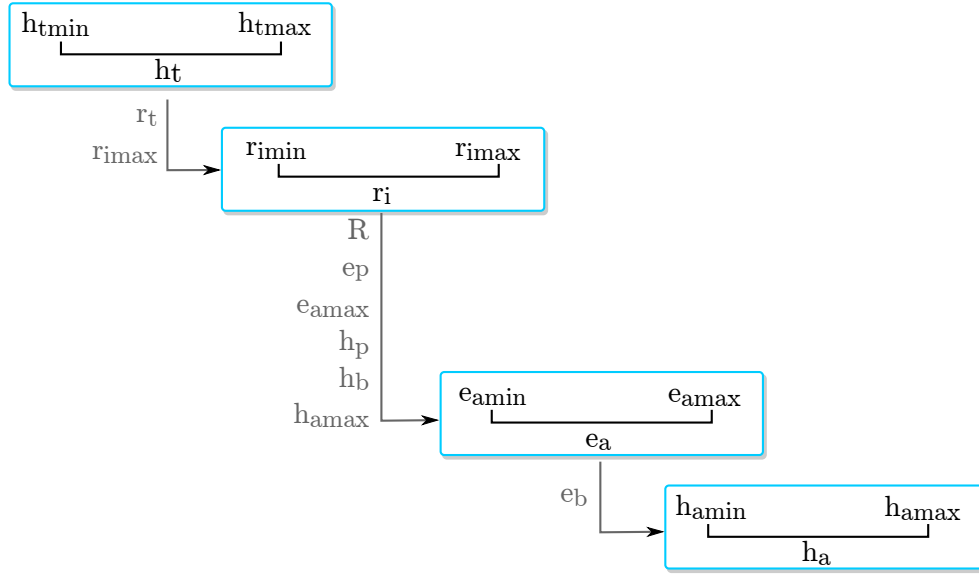 htmin htmax
ht
rt
rimax
rimin rimax
ri
R
ep
eamax
hp
hb
hamax
eamin eamax
ea
eb
hamin hamax
ha